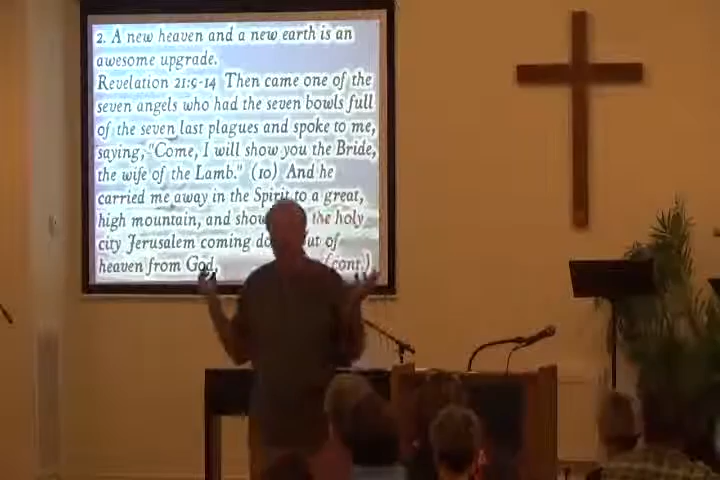 2. A new heaven and a new earth is an
awesome upgrade.
Revelation 21:9-14 Then came one of the
seven angels who had the seven bowls full
of the seven last plagues and spoke to me,
saying, "Come, I will show you the Bride,
the wife of the Lamb." (10) And he
carried me away in the Spirit to a great,
high mountain, and the holy
city Jerusalem coming of
heaven from God, (cont.)